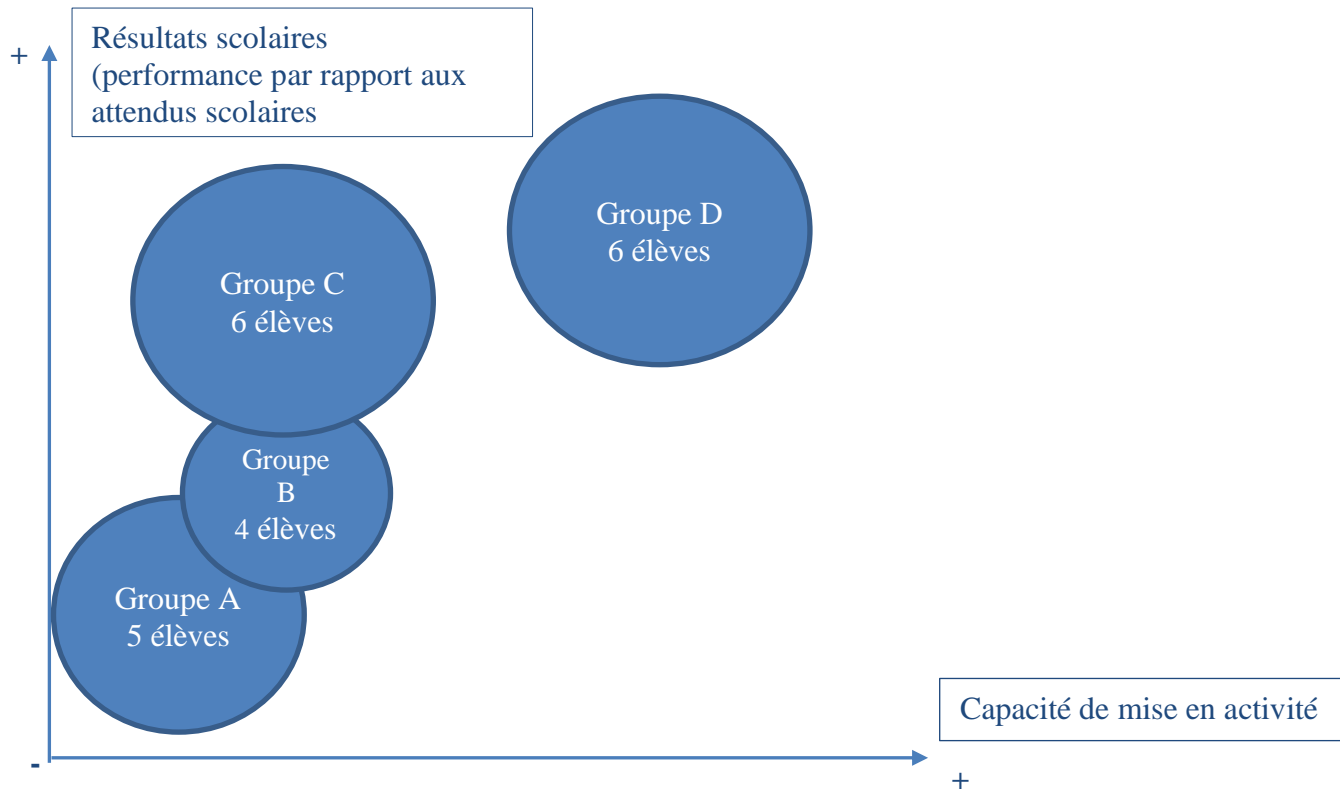 +
Résultats scolaires
(performance par rapport aux
attendus scolaires
Groupe D
6 élèves
Groupe C
6 élèves
Groupe
B
4 élèves
Groupe A
5 élèves
Capacité de mise en activité
-
+